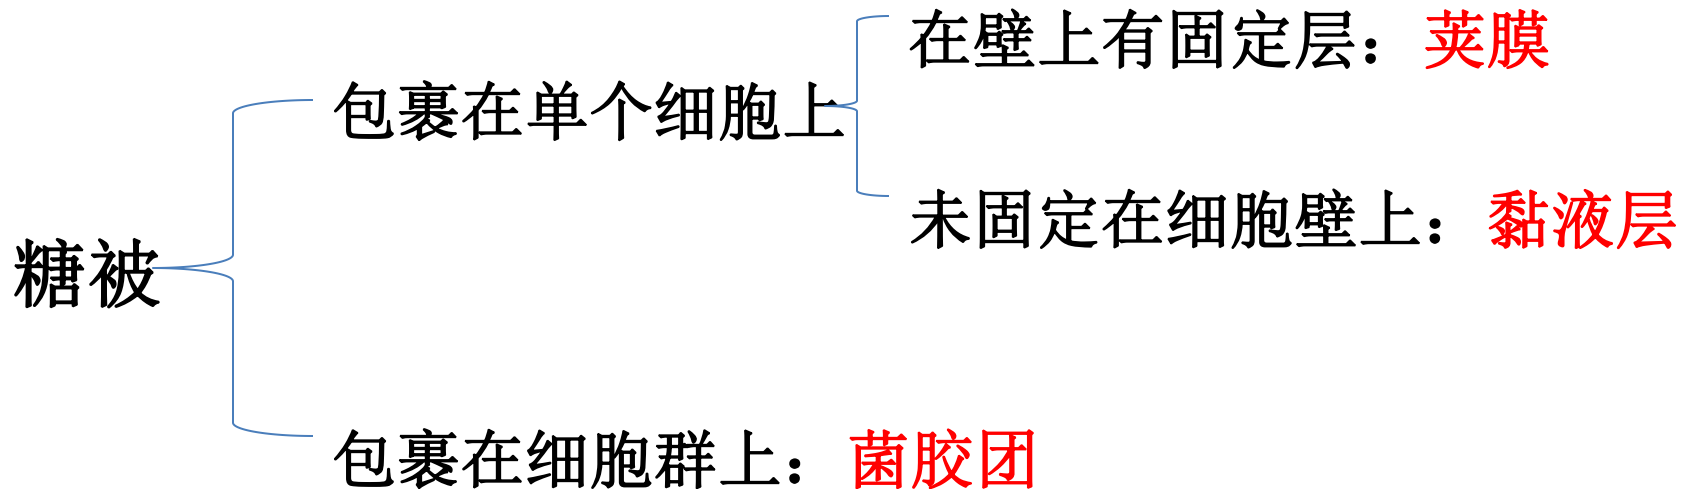 在壁上有固定层：荚膜
包裹在单个细胞上
未固定在细胞壁上：黏液层
糖被
包裹在细胞群上：菌胶团